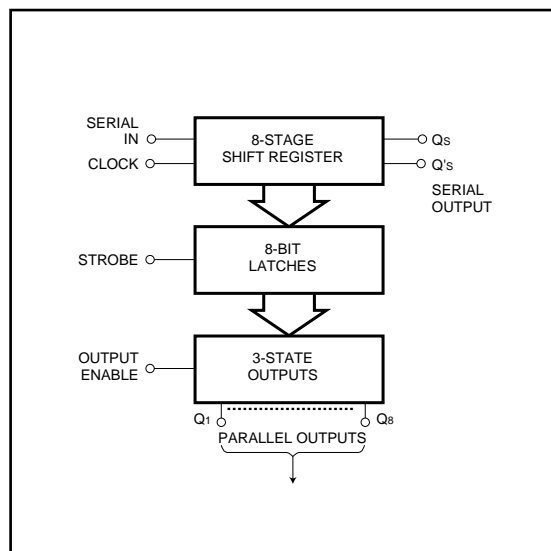 SERIAL
IN
8-STAGE
SHIFT REGISTER
QS
CLOCK
Q'S
SERIAL
OUTPUT
STROBE
8-BIT
LATCHES
OUTPUT
ENABLE
3-STATE
OUTPUTS
Q1
Q8
PARALLEL OUTPUTS